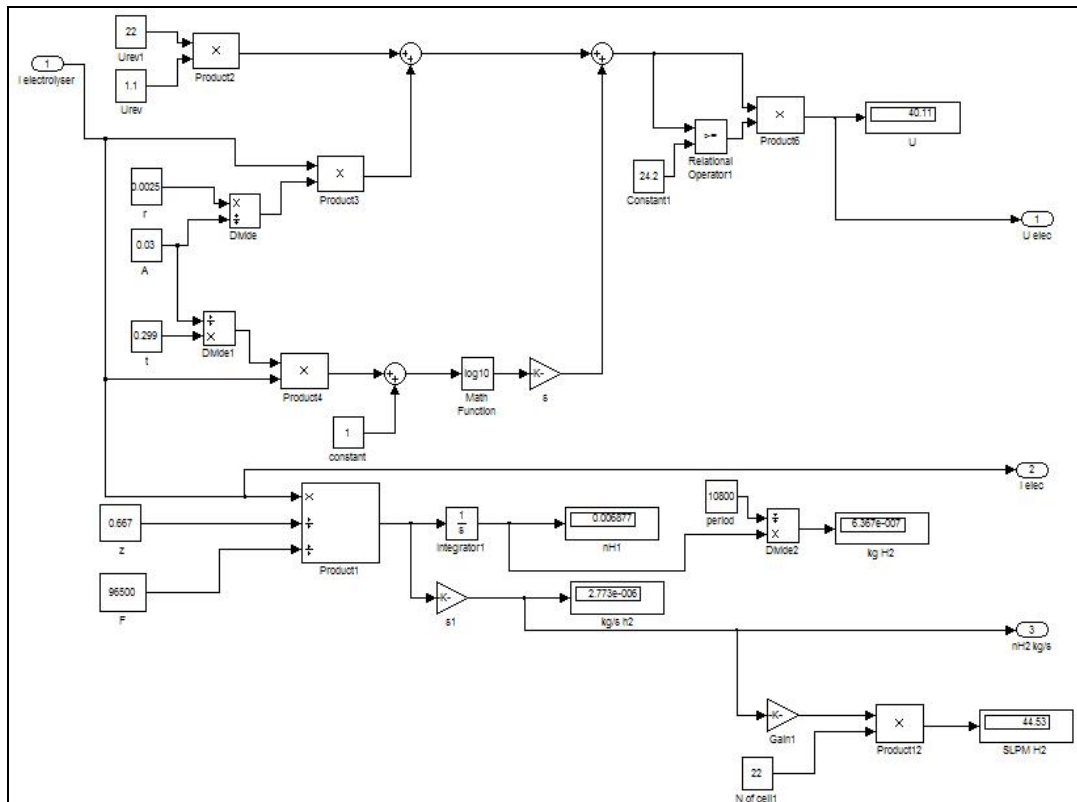 22
Urev1
1
I electrolyser
×
Product2
1.1
Urev
++
++
×
Product6
40.11
U
>=
Relational
Operator1
24.2
Constant1
1
U elec
×
Product3
0.0025
r
×
÷
Divide
0.03
A
÷
×
Divide1
0.299
t
×
Product4
++
log10
Math
Function
-K-
s
1
constant
2
I elec
×
÷
÷
Product1
0.667
z
96500
F
1
s
Integrator1
0.006877
nH1
10800
period
÷
×
Divide2
6.367e-007
kg H2
-K-
s1
2.773e-006
kg/s h2
3
nH2 kg/s
-K-
Gain1
×
Product12
44.53
SLPM H2
22
N of cell1